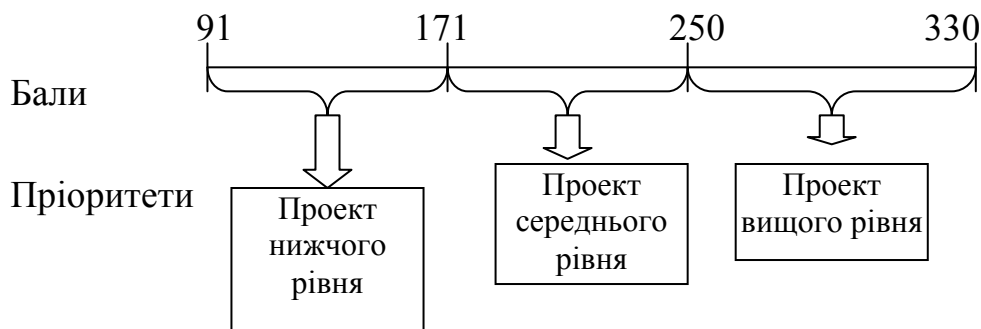 91 171 250 330
Бали
Пріоритети
Проект
нижчого
рівня
Проект
середнього
рівня
Проект
вищого рівня